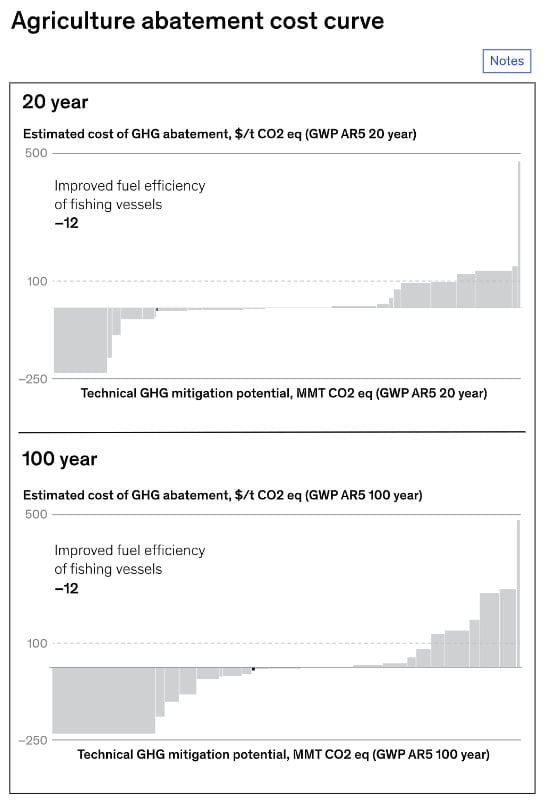 Agriculture abatement cost curve
Notes
20 year
Estimated cost of GHG abatement, $/t CO2 eq (GWP AR5 20 year)
500
Improved fuel efficiency
of fishing vessels
–12
100
–250
Technical GHG mitigation potential, MMT CO2 eq (GWP AR5 20 year)
100 year
Estimated cost of GHG abatement, $/t CO2 eq (GWP AR5 100 year)
500
Improved fuel efficiency
of fishing vessels
–12
100
–250
Technical GHG mitigation potential, MMT CO2 eq (GWP AR5 100 year)